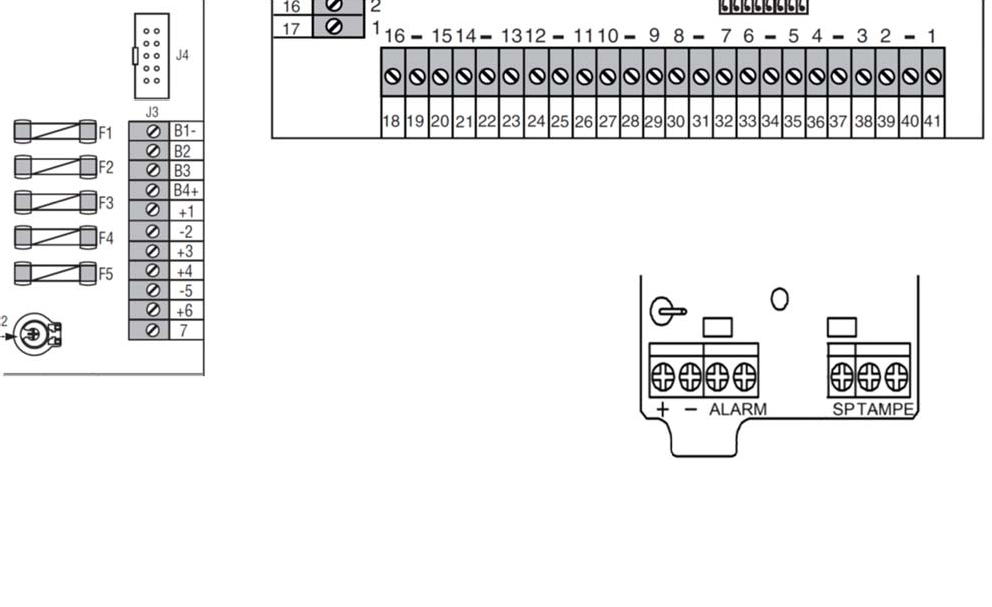 16 2
17 1
16 – 15 14 – 13 12 – 11 10 – 9 8 – 7 6 – 5 4 – 3 2 – 1
18 19 20 21 22 23 24 25 26 27 28 29 30 31 32 33 34 35 36 37 38 39 40 41
J4
J3
F1 B1-
B2
F2 B3
B4+
F3 +1
-2
F4 +3
+4
F5 -5
+6
2 7
+ – ALARM SP TAMPE